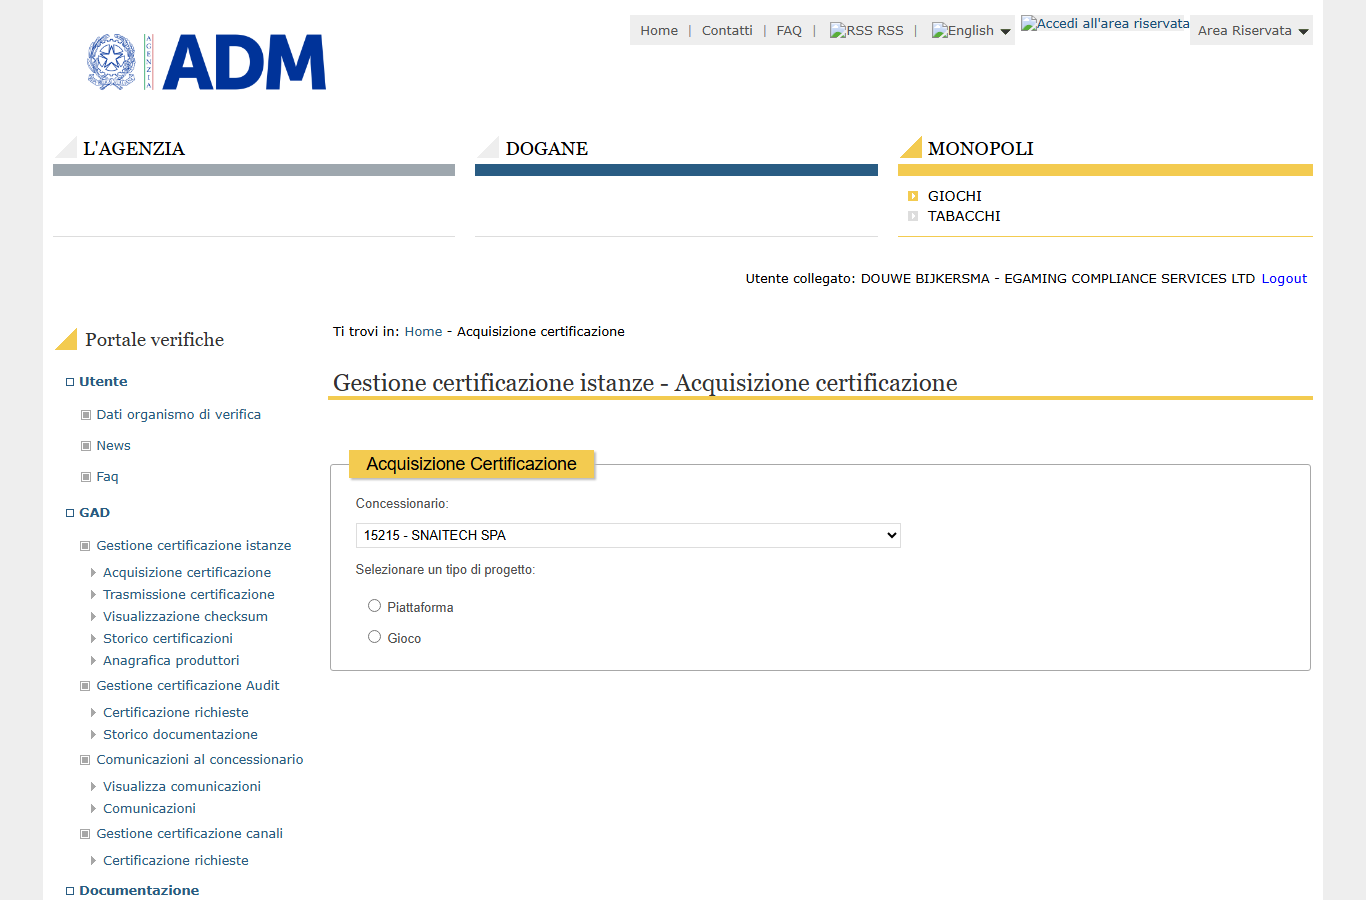 Home | Contatti | FAQ | RSS RSS | English Accedi all'area riservata Area Riservata
AGENZIA ADM
L'AGENZIA DOGANE MONOPOLI
GIOCHI
TABACCHI
Utente collegato: DOUWE BIJKERSMA - EGAMING COMPLIANCE SERVICES LTD Logout
Portale verifiche
Utente
Dati organismo di verifica
News
Faq
GAD
Gestione certificazione istanze
Acquisizione certificazione
Trasmissione certificazione
Visualizzazione checksum
Storico certificazioni
Anagrafica produttori
Gestione certificazione Audit
Certificazione richieste
Storico documentazione
Comunicazioni al concessionario
Visualizza comunicazioni
Comunicazioni
Gestione certificazione canali
Certificazione richieste
Documentazione
Ti trovi in: Home - Acquisizione certificazione
Gestione certificazione istanze - Acquisizione certificazione
Acquisizione Certificazione
Concessionario:
15215 - SNAITECH SPA
Selezionare un tipo di progetto:
Piattaforma
Gioco